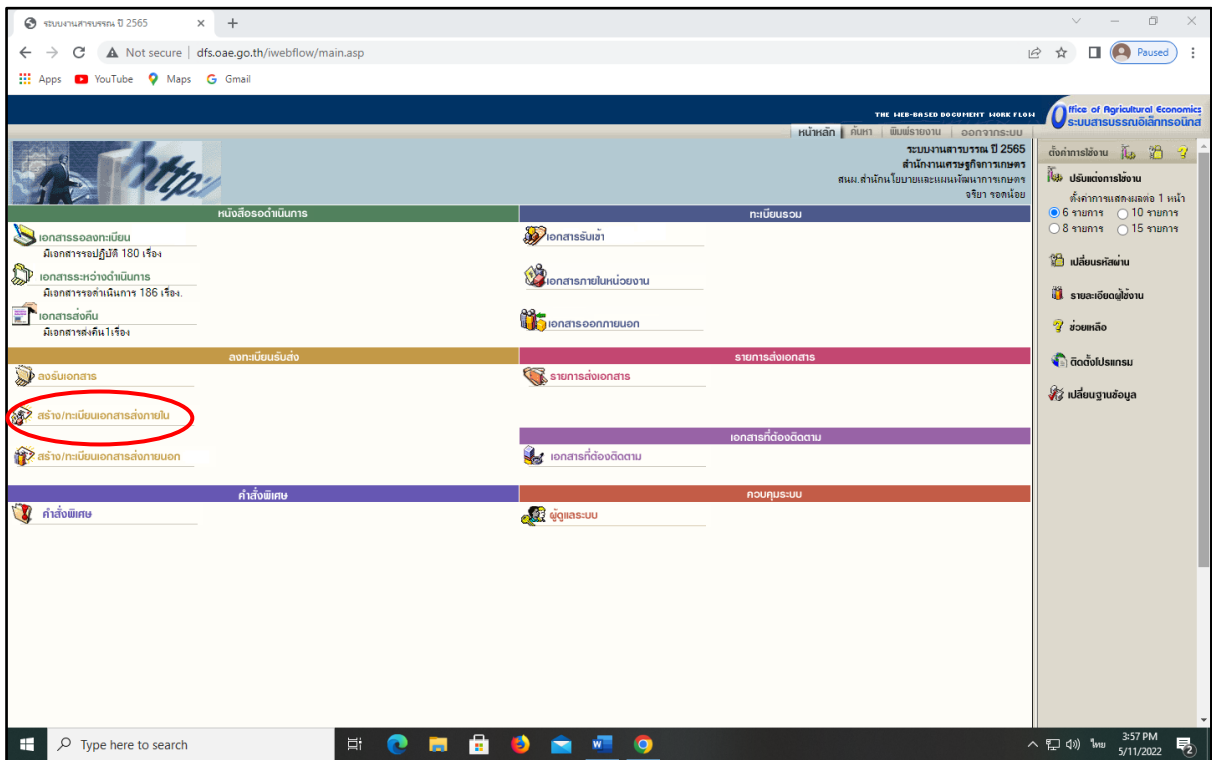 ระบบงานสารบรรณ ปี 2565
Not secure | dfs.oae.go.th/iwebflow/main.asp
Paused
Apps YouTube Maps Gmail
THE WEB-BASED DOCUMENT WORK FLOW
Office of Agricultural Economics
ระบบสารบรรณอิเล็กทรอนิกส์
หน้าหลัก ค้นหา พิมพ์รายงาน ออกจากระบบ
http:
ระบบงานสารบรรณ ปี 2565
สำนักงานเศรษฐกิจการเกษตร
สนผ.สำนักนโยบายและแผนพัฒนาการเกษตร
จริยา รอดน้อย
หนังสือรอดำเนินการ
เอกสารรอลงทะเบียน
มีเอกสารรอปฏิบัติ 180 เรื่อง
เอกสารระหว่างดำเนินการ
มีเอกสารรอดำเนินการ 186 เรื่อง.
เอกสารส่งคืน
มีเอกสารส่งคืน1เรื่อง
ทะเบียนรวม
เอกสารรับเข้า
เอกสารภายในหน่วยงาน
เอกสารออกภายนอก
ลงทะเบียนรับส่ง
ลงรับเอกสาร
สร้าง/ทะเบียนเอกสารส่งภายใน
สร้าง/ทะเบียนเอกสารส่งภายนอก
รายการส่งเอกสาร
รายการส่งเอกสาร
เอกสารที่ต้องติดตาม
เอกสารที่ต้องติดตาม
คำสั่งพิเศษ
คำสั่งพิเศษ
ควบคุมระบบ
ผู้ดูแลระบบ
ตั้งค่าการใช้งาน
ปรับแต่งการใช้งาน
ตั้งค่าการแสดงผลต่อ 1 หน้า
6 รายการ 10 รายการ
8 รายการ 15 รายการ
เปลี่ยนรหัสผ่าน
รายละเอียดผู้ใช้งาน
ช่วยเหลือ
ติดตั้งโปรแกรม
เปลี่ยนฐานข้อมูล
Type here to search
ไทย
3:57 PM
5/11/2022
2